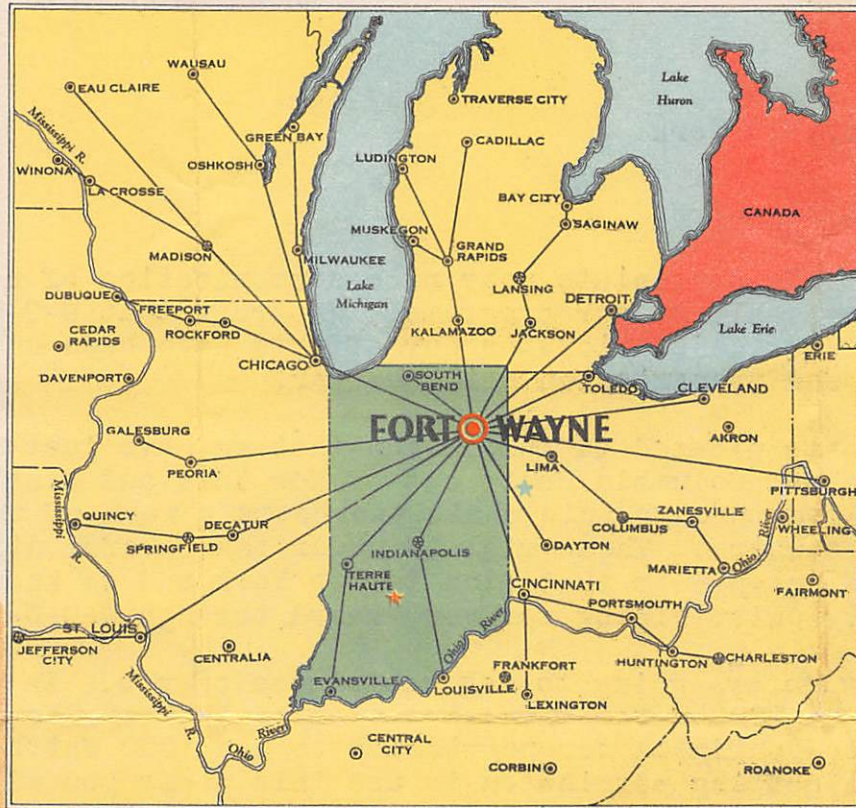 WAUSAU
EAU CLAIRE
Mississippi R.
GREEN BAY
OSHKOSH
WINONA
LA CROSSE
MADISON
MILWAUKEE
Lake
Michigan
DUBUQUE
FREEPORT
ROCKFORD
CEDAR
RAPIDS
CHICAGO
DAVENPORT
TRAVERSE CITY
CADILLAC
LUDINGTON
BAY CITY
SAGINAW
MUSKEGON
GRAND
RAPIDS
LANSING
DETROIT
KALAMAZOO
JACKSON
Lake
Huron
CANADA
Lake Erie
ERIE
SOUTH
BEND
TOLEDO
CLEVELAND
FORT WAYNE
AKRON
GALESBURG
PEORIA
LIMA
PITTSBURGH
Mississippi
R.
QUINCY
SPRINGFIELD
DECATUR
INDIANAPOLIS
DAYTON
COLUMBUS
ZANESVILLE
WHEELING
Ohio River
MARIETTA
TERRE
HAUTE
CINCINNATI
PORTSMOUTH
FAIRMONT
ST. LOUIS
JEFFERSON
CITY
CENTRALIA
Ohio River
HUNTINGTON
CHARLESTON
EVANSVILLE
LOUISVILLE
FRANKFORT
LEXINGTON
Mississippi
R.
Ohio River
CENTRAL
CITY
CORBIN
ROANOKE